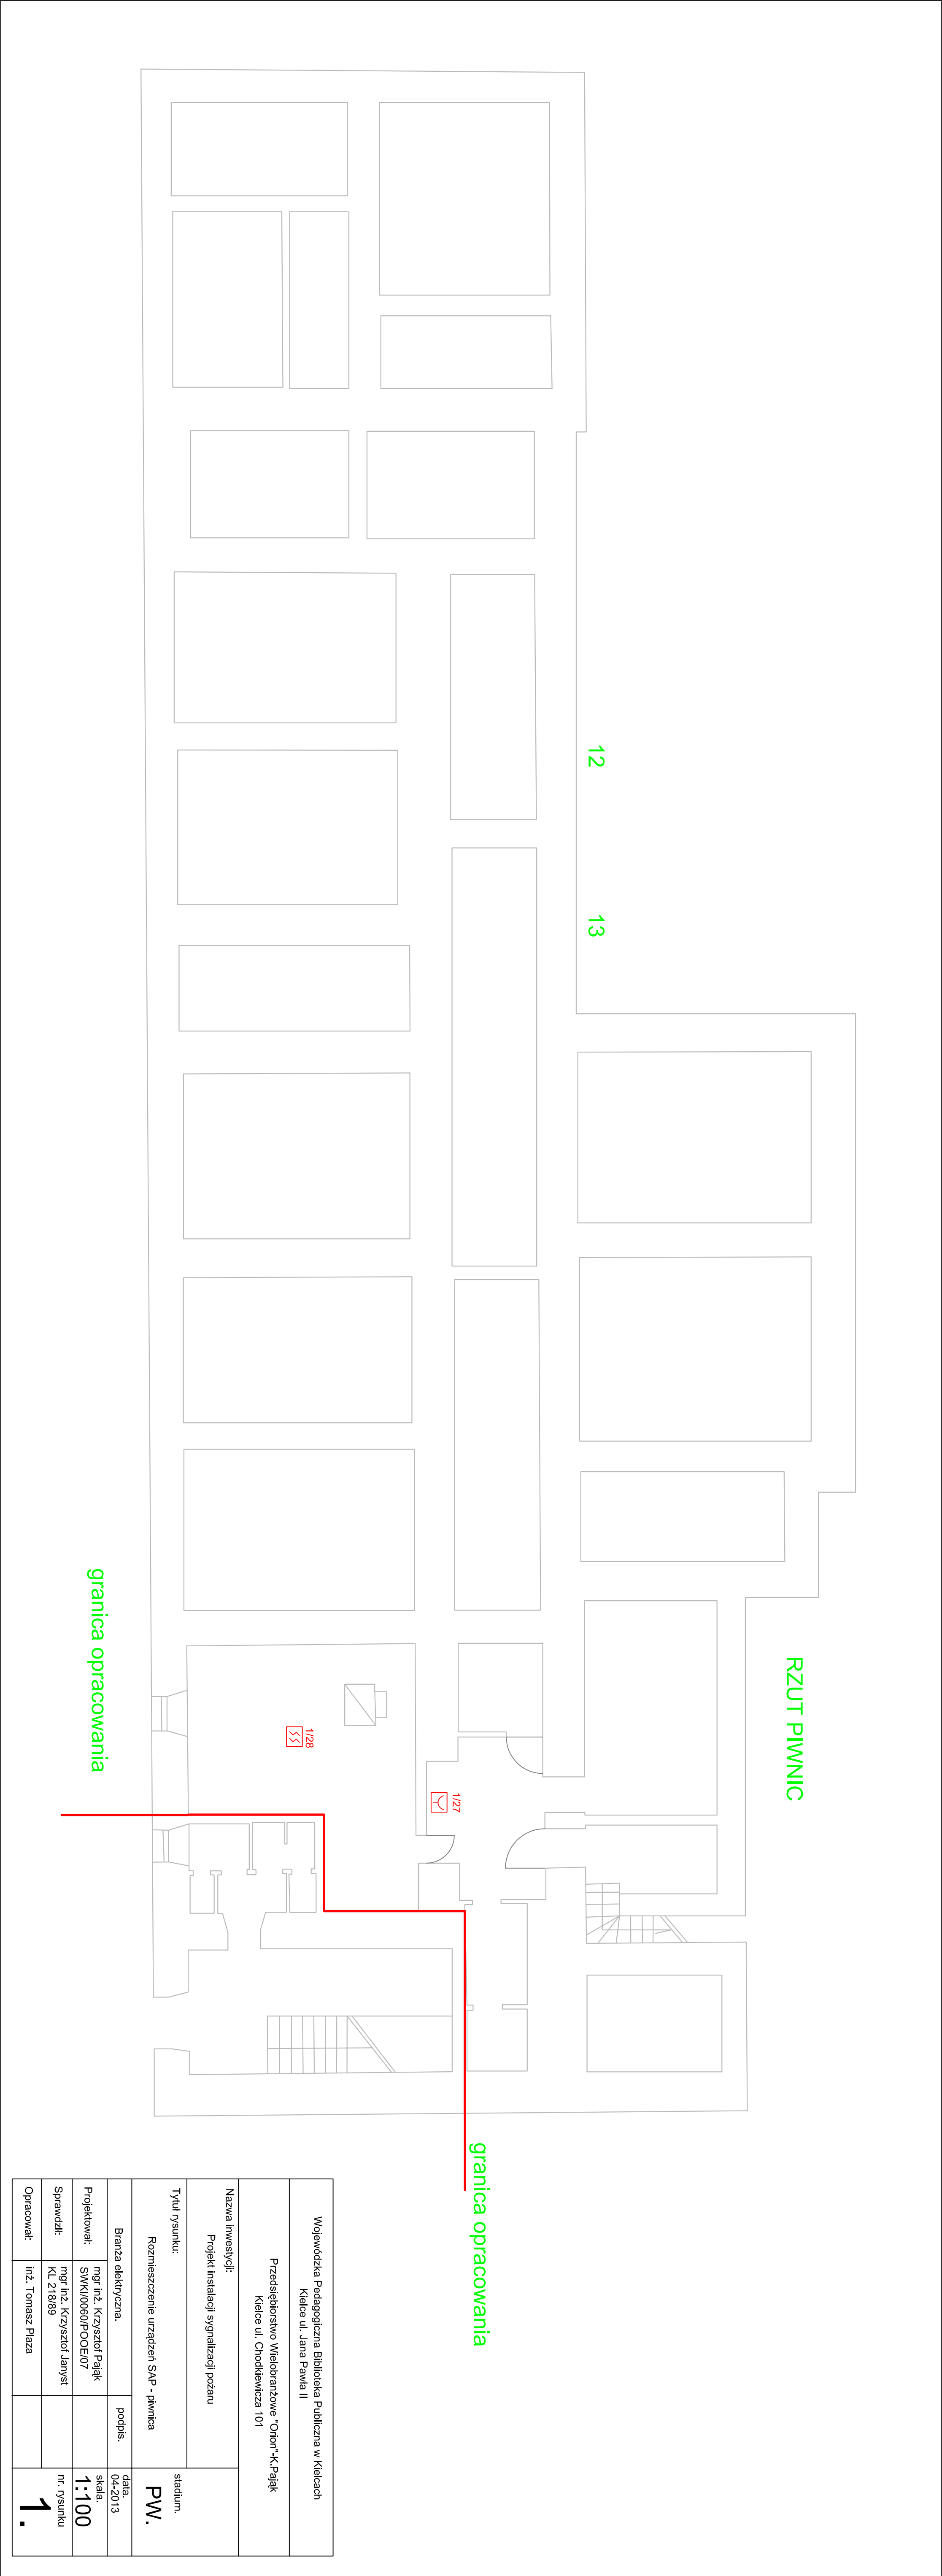 RZUT PIWNIC
12
13
1/27
1/28
granica opracowania
granica opracowania
Wojewódzka Pedagogiczna Biblioteka Publiczna w Kielcach
Kielce ul. Jana Pawła II
Przedsiębiorstwo Wielobranżowe "Orion"-K.Pająk
Kielce ul. Chodkiewicza 101
Nazwa inwestycji:
Projekt instalacji sygnalizacji pożaru
Tytuł rysunku:
Rozmieszczenie urządzeń SAP - piwnica
stadium.
PW.
Branża elektryczna.
podpis.
data.
04-2013
Projektował:
mgr inż. Krzysztof Pająk
SWK/0060/POOE/07
skala.
1:100
Sprawdził:
mgr inż. Krzysztof Janyst
KL 218/89
nr. rysunku
1.
Opracował:
inż. Tomasz Płaza